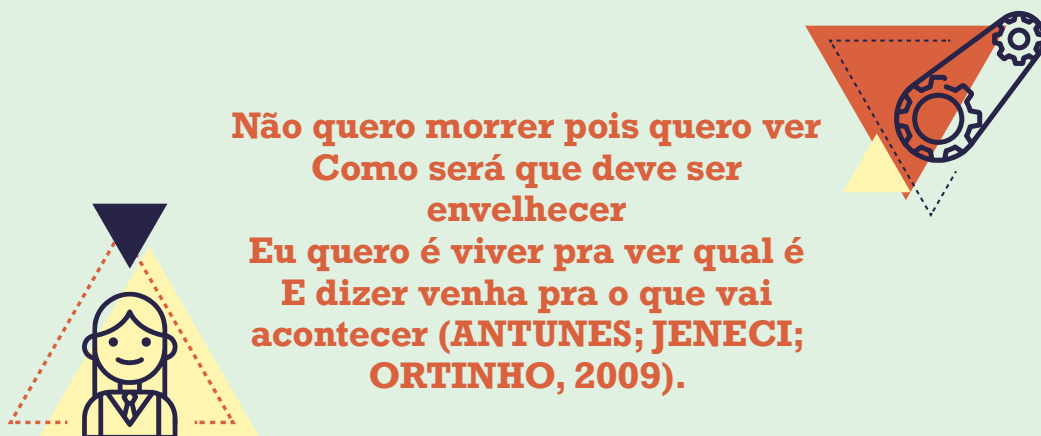 Não quero morrer pois quero ver
Como será que deve ser
envelhecer
Eu quero é viver pra ver qual é
E dizer venha pra o que vai
acontecer (ANTUNES; JENECI;
ORTINHO, 2009).